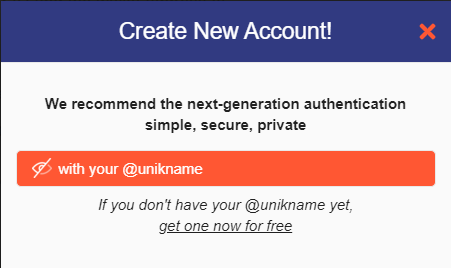 Create New Account!
We recommend the next-generation authentication
simple, secure, private
with your @unikname
If you don't have your @unikname yet,
get one now for free